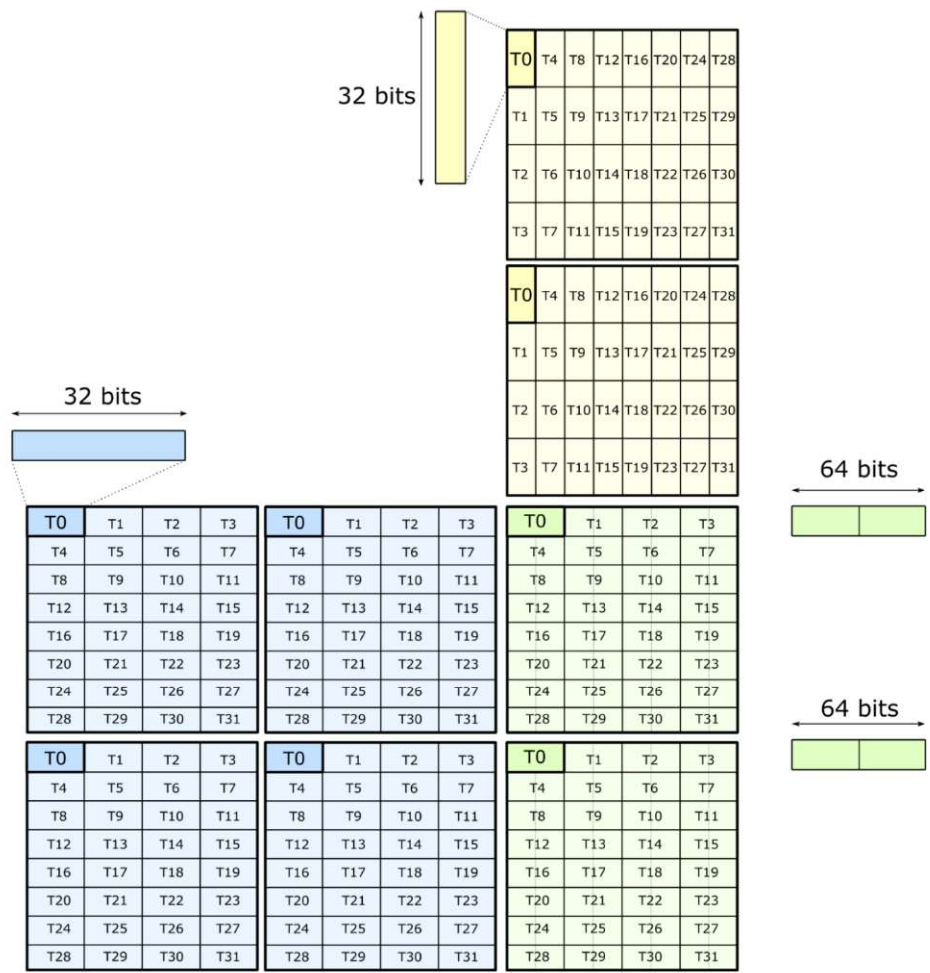 32 bits
T0 T4 T8 T12 T16 T20 T24 T28
T1 T5 T9 T13 T17 T21 T25 T29
T2 T6 T10 T14 T18 T22 T26 T30
T3 T7 T11 T15 T19 T23 T27 T31
T0 T4 T8 T12 T16 T20 T24 T28
T1 T5 T9 T13 T17 T21 T25 T29
T2 T6 T10 T14 T18 T22 T26 T30
T3 T7 T11 T15 T19 T23 T27 T31
32 bits
64 bits
T0 T1 T2 T3 T0 T1 T2 T3 T0 T1 T2 T3
T4 T5 T6 T7 T4 T5 T6 T7 T4 T5 T6 T7
T8 T9 T10 T11 T8 T9 T10 T11 T8 T9 T10 T11
T12 T13 T14 T15 T12 T13 T14 T15 T12 T13 T14 T15
T16 T17 T18 T19 T16 T17 T18 T19 T16 T17 T18 T19
T20 T21 T22 T23 T20 T21 T22 T23 T20 T21 T22 T23
T24 T25 T26 T27 T24 T25 T26 T27 T24 T25 T26 T27
T28 T29 T30 T31 T28 T29 T30 T31 T28 T29 T30 T31
64 bits
T0 T1 T2 T3 T0 T1 T2 T3 T0 T1 T2 T3
T4 T5 T6 T7 T4 T5 T6 T7 T4 T5 T6 T7
T8 T9 T10 T11 T8 T9 T10 T11 T8 T9 T10 T11
T12 T13 T14 T15 T12 T13 T14 T15 T12 T13 T14 T15
T16 T17 T18 T19 T16 T17 T18 T19 T16 T17 T18 T19
T20 T21 T22 T23 T20 T21 T22 T23 T20 T21 T22 T23
T24 T25 T26 T27 T24 T25 T26 T27 T24 T25 T26 T27
T28 T29 T30 T31 T28 T29 T30 T31 T28 T29 T30 T31